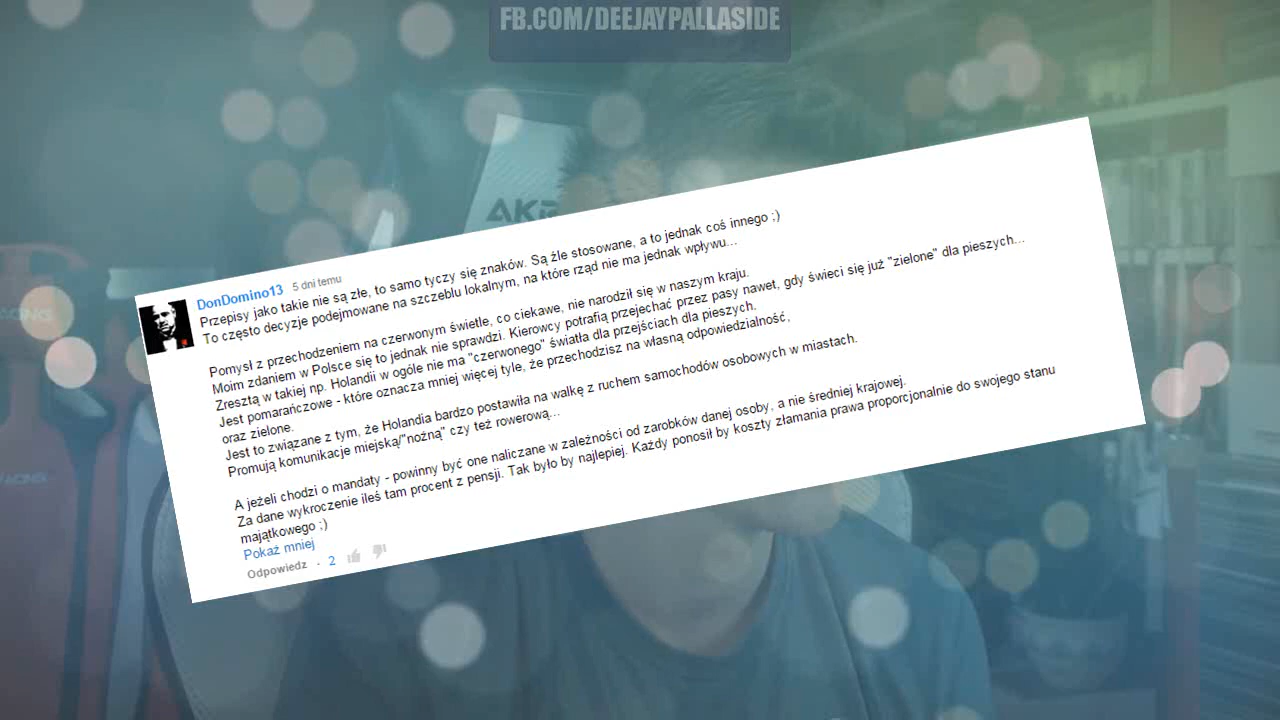 FB.COM/DEEJAYPALLASIDE
DonDomino13 5 dni temu
Przepisy jako takie nie są złe, to samo tyczy się znaków. Są źle stosowane, a to jednak coś innego ;)
To często decyzje podejmowane na szczeblu lokalnym, na które rząd nie ma jednak wpływu...
Pomysł z przechodzeniem na czerwonym świetle, co ciekawe, nie narodził się w naszym kraju.
Moim zdaniem w Polsce się to jednak nie sprawdzi. Kierowcy potrafią przejechać przez pasy nawet, gdy świeci się już "zielone" dla pieszych...
Zresztą w takiej np. Holandii w ogóle nie ma "czerwonego" światła dla przejściach dla pieszych.
Jest pomarańczowe - które oznacza mniej więcej tyle, że przechodzisz na własną odpowiedzialność,
oraz zielone.
Jest to związane z tym, że Holandia bardzo postawiła na walkę z ruchem samochodów osobowych w miastach.
Promują komunikacje miejską/"nożną" czy też rowerową...
A jeżeli chodzi o mandaty - powinny być one naliczane w zależności od zarobków danej osoby, a nie średniej krajowej.
Za dane wykroczenie ileś tam procent z pensji. Tak było by najlepiej. Każdy ponosił by koszty złamania prawa proporcjonalnie do swojego stanu
majątkowego ;)
Pokaż mniej
Odpowiedz · 2